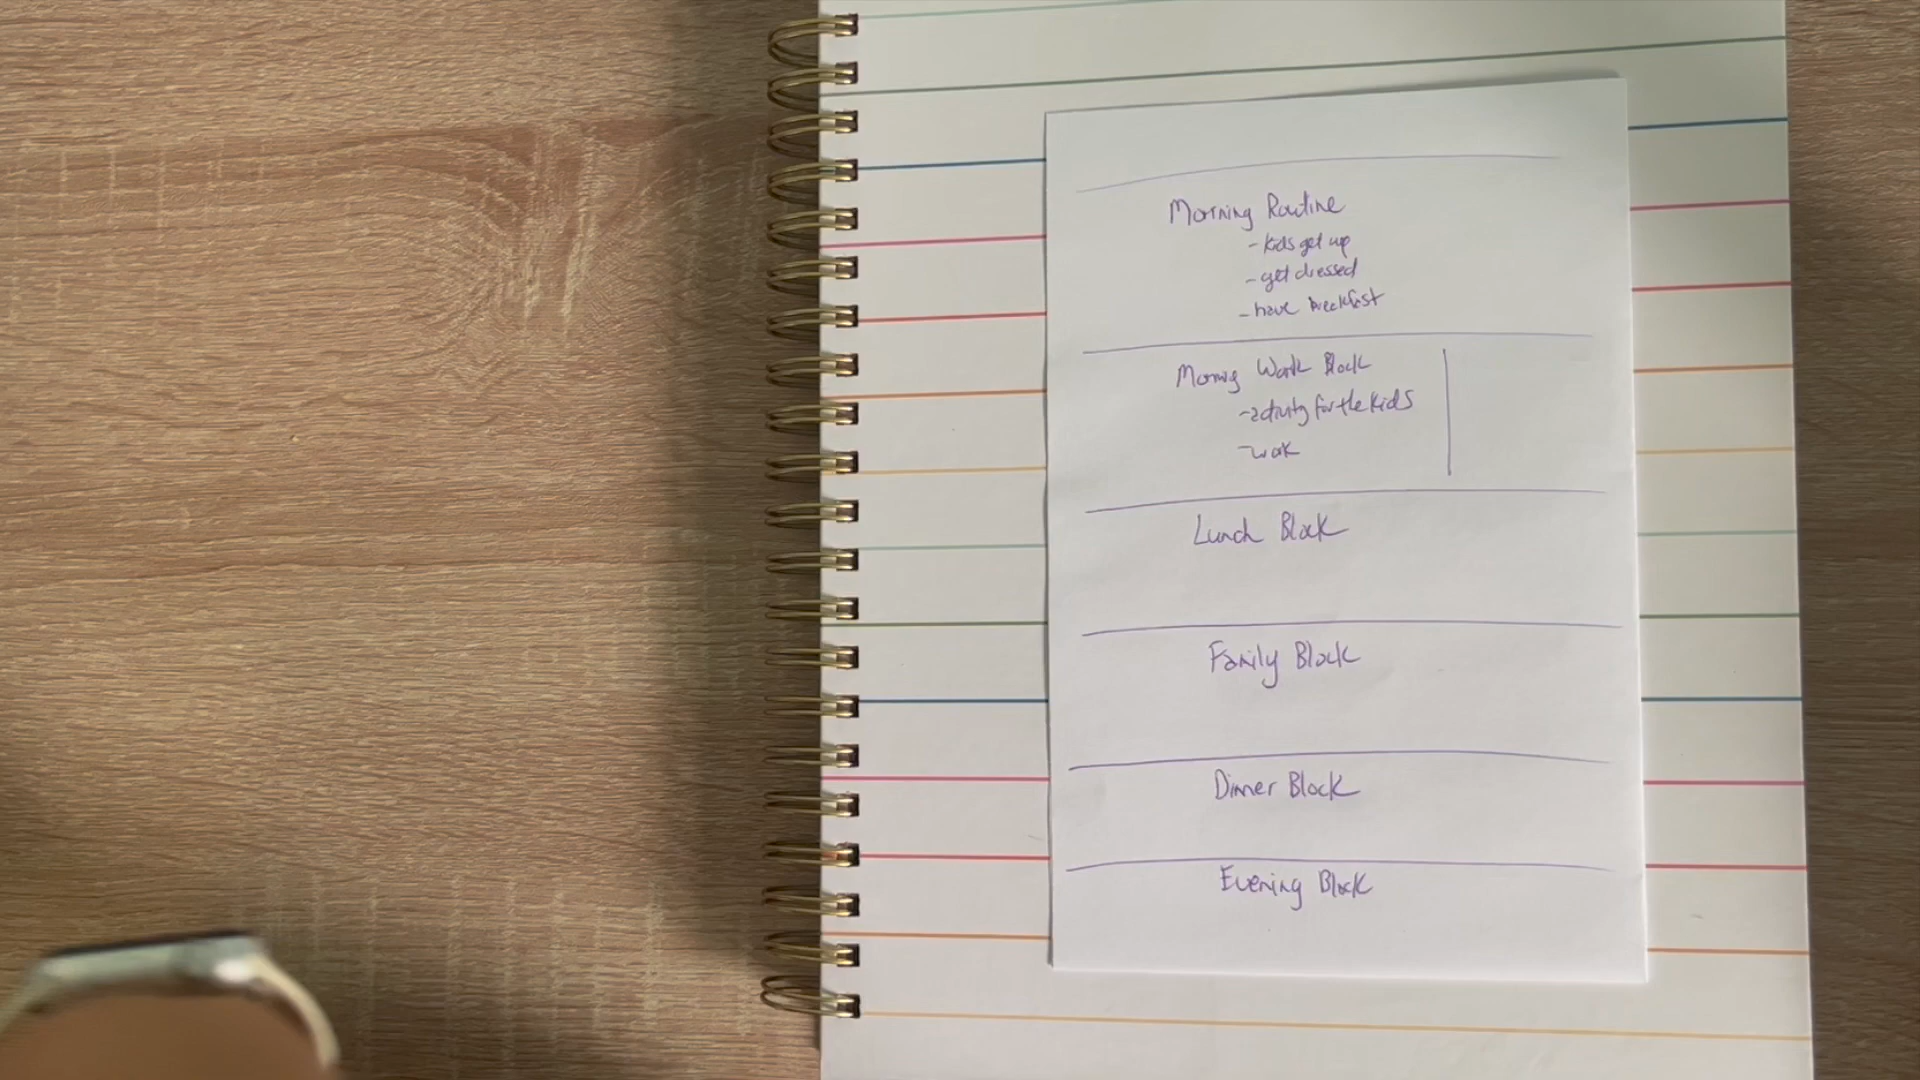 Morning Routine
- kids get up
- get dressed
- have breakfast
Morning Work Block
- activity for the kids
- work
Lunch Block
Family Block
Dinner Block
Evening Block